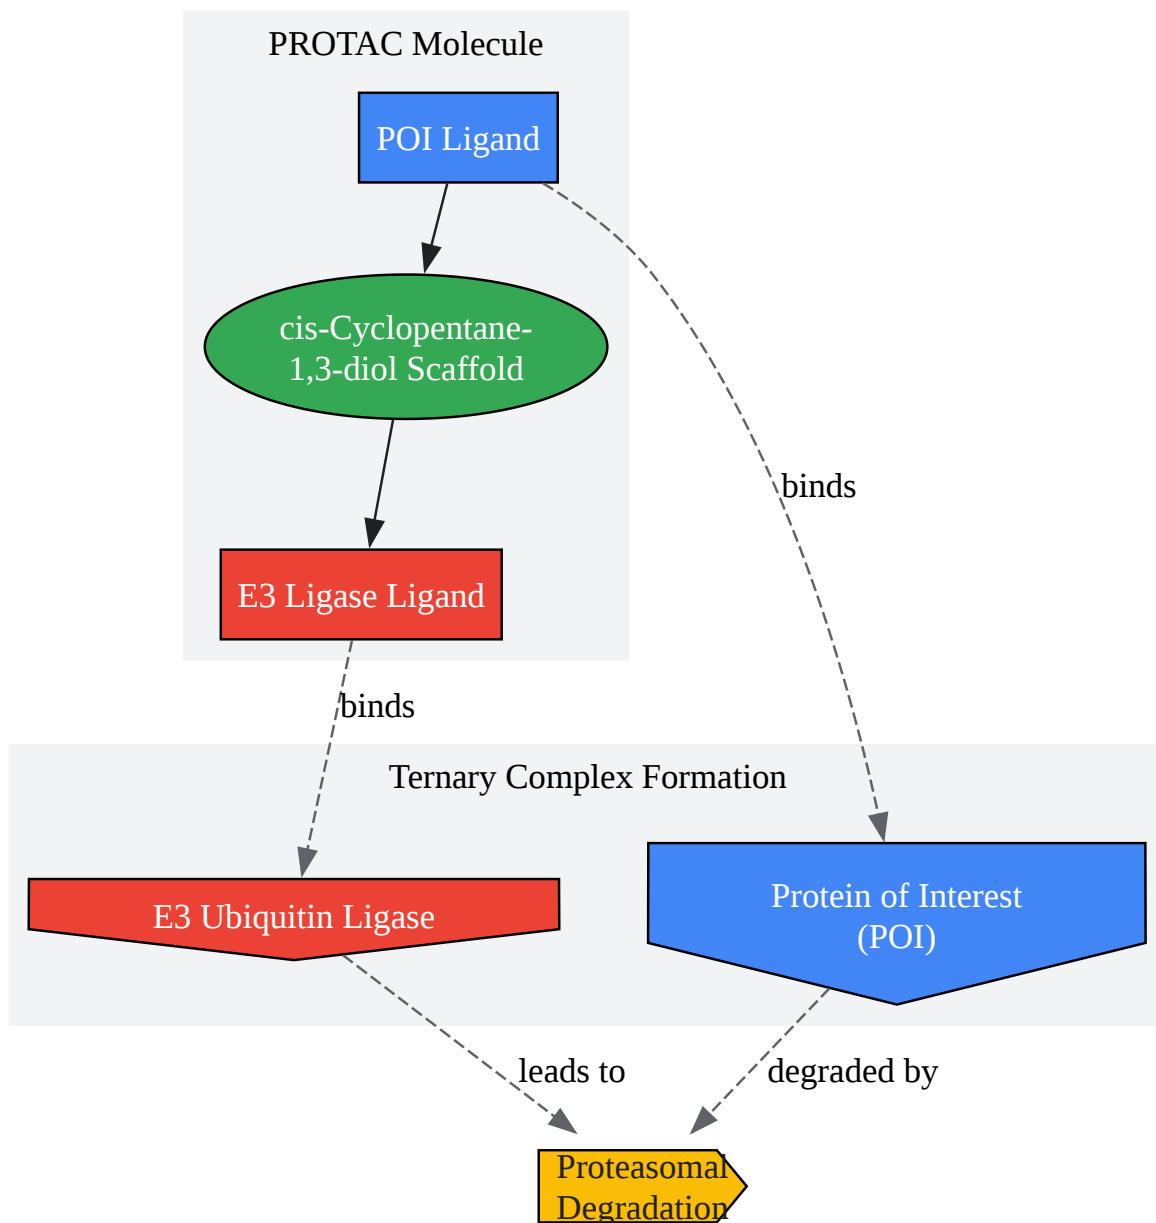 PROTAC Molecule
POI Ligand
cis-Cyclopentane-
1,3-diol Scaffold
binds
E3 Ligase Ligand
binds
Ternary Complex Formation
E3 Ubiquitin Ligase
Protein of Interest
(POI)
leads to
degraded by
Proteasomal
Degradation